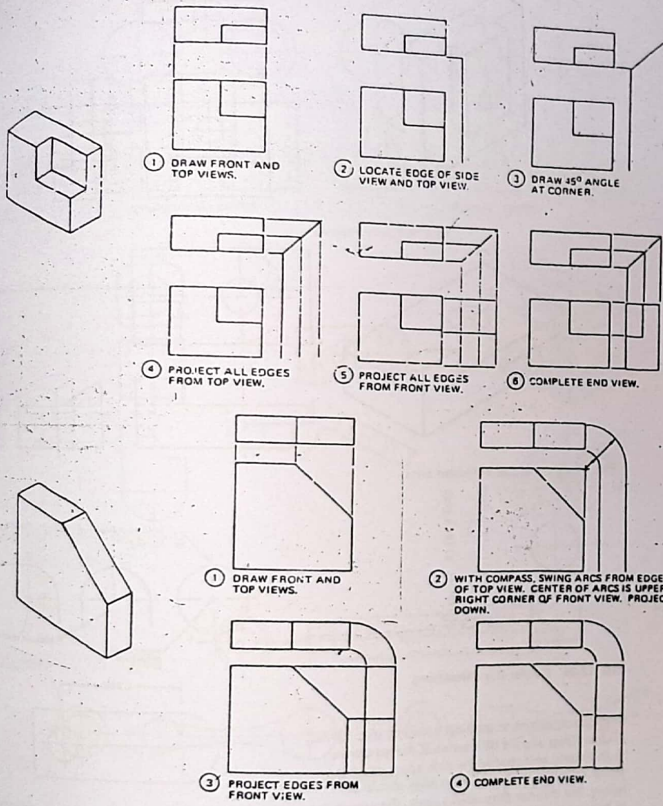 1 DRAW FRONT AND
TOP VIEWS.
2 LOCATE EDGE OF SIDE
VIEW AND TOP VIEW.
3 DRAW 45° ANGLE
AT CORNER.
4 PROJECT ALL EDGES
FROM TOP VIEW.
5 PROJECT ALL EDGES
FROM FRONT VIEW.
6 COMPLETE END VIEW.
1 DRAW FRONT AND
TOP VIEWS.
2 WITH COMPASS, SWING ARCS FROM EDGE
OF TOP VIEW. CENTER OF ARCS IS UPPER
RIGHT CORNER OF FRONT VIEW. PROJEC
DOWN.
3 PROJECT EDGES FROM
FRONT VIEW.
4 COMPLETE END VIEW.